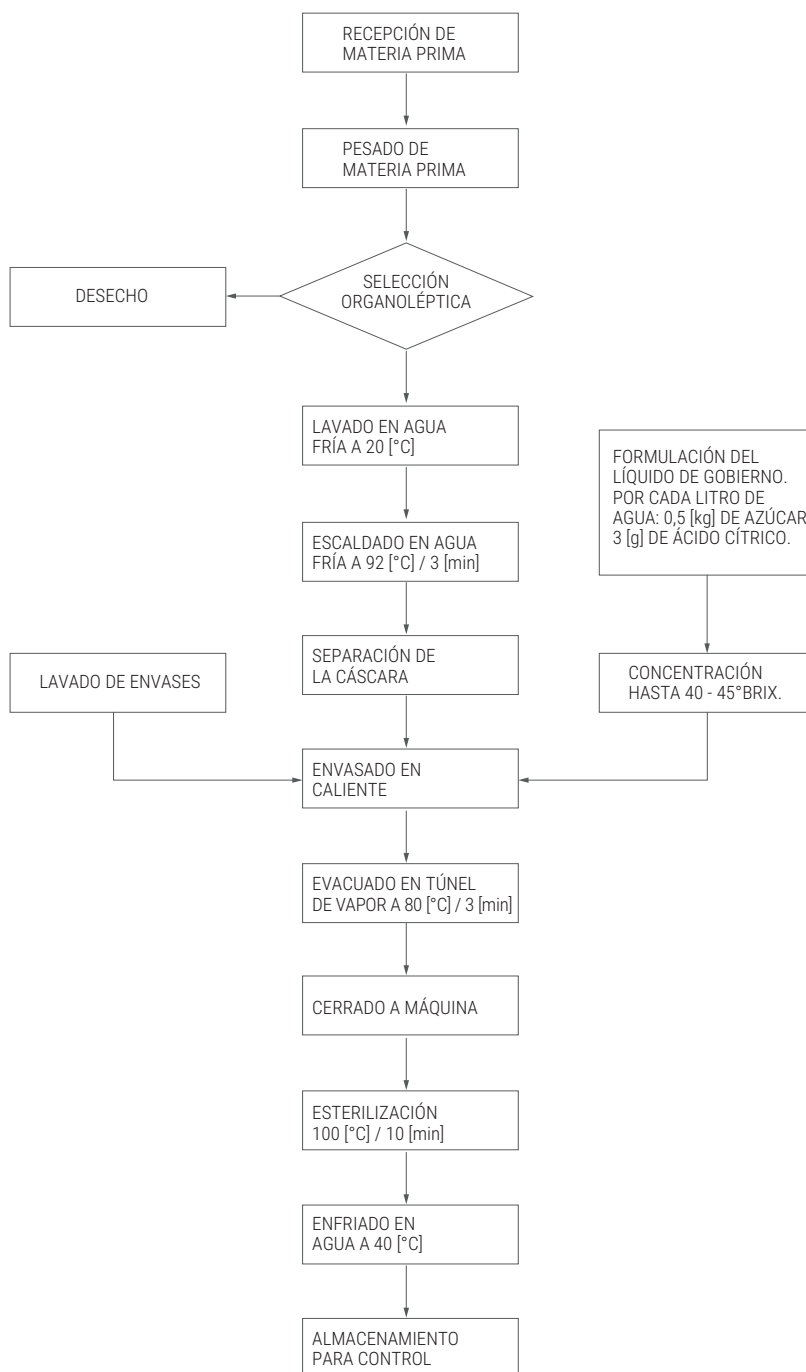 RECEPCIÓN DE
MATERIA PRIMA
PESADO DE
MATERIA PRIMA
SELECCIÓN
ORGANOLÉPTICA
DESECHO
LAVADO EN AGUA
FRÍA A 20 [°C]
ESCALDADO EN AGUA
FRÍA A 92 [°C] / 3 [min]
SEPARACIÓN DE
LA CÁSCARA
LAVADO DE ENVASES
FORMULACIÓN DEL
LÍQUIDO DE GOBIERNO.
POR CADA LITRO DE
AGUA: 0,5 [kg] DE AZÚCAR
3 [g] DE ÁCIDO CÍTRICO.
CONCENTRACIÓN
HASTA 40 - 45°BRIX.
ENVASADO EN
CALIENTE
EVACUADO EN TÚNEL
DE VAPOR A 80 [°C] / 3 [min]
CERRADO A MÁQUINA
ESTERILIZACIÓN
100 [°C] / 10 [min]
ENFRIADO EN
AGUA A 40 [°C]
ALMACENAMIENTO
PARA CONTROL